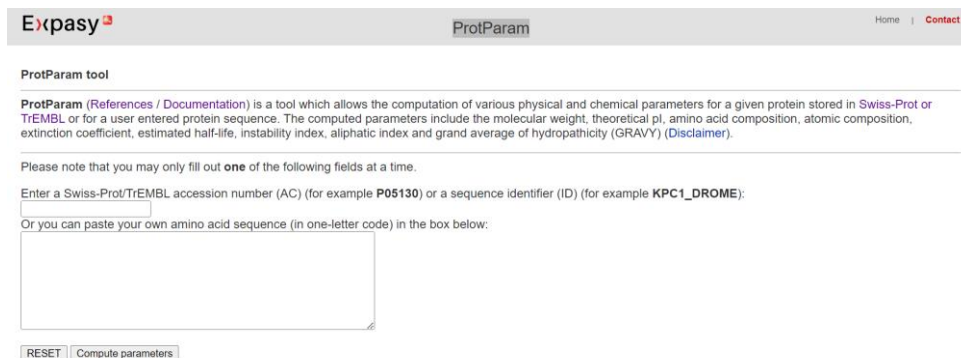 Expasy
ProtParam
Home | Contact
ProtParam tool
ProtParam (References / Documentation) is a tool which allows the computation of various physical and chemical parameters for a given protein stored in Swiss-Prot or
TrEMBL or for a user entered protein sequence. The computed parameters include the molecular weight, theoretical pI, amino acid composition, atomic composition,
extinction coefficient, estimated half-life, instability index, aliphatic index and grand average of hydropathicity (GRAVY) (Disclaimer).
Please note that you may only fill out one of the following fields at a time.
Enter a Swiss-Prot/TrEMBL accession number (AC) (for example P05130) or a sequence identifier (ID) (for example KPC1_DROME):
Or you can paste your own amino acid sequence (in one-letter code) in the box below:
RESET Compute parameters